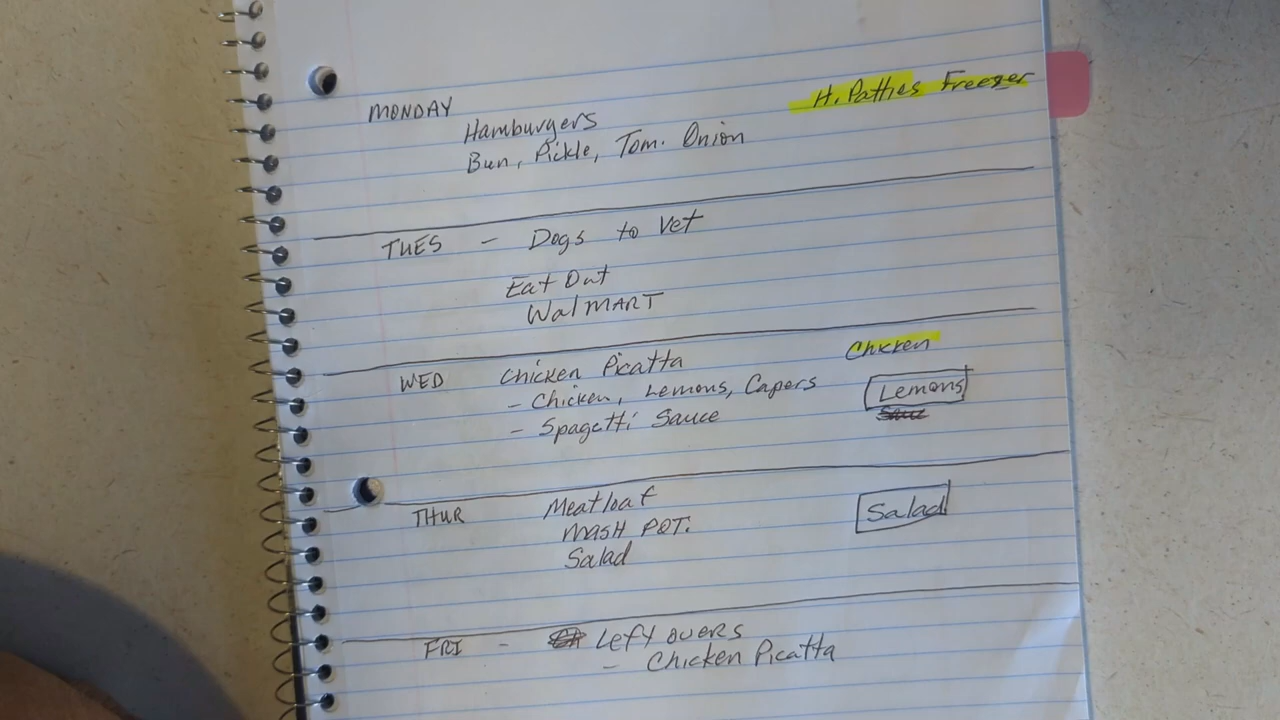 MONDAY H. Patties Freezer
Hamburgers
Bun, Pickle, Tom. Onion
TUES - Dogs to Vet
Eat Out
WalMART
WED Chicken Picatta Chicken
- Chicken, Lemons, Capers Lemons
- Spagetti Sauce
THUR Meatloaf Salad
MASH POT.
Salad
FRI - Left overs
- Chicken Picatta